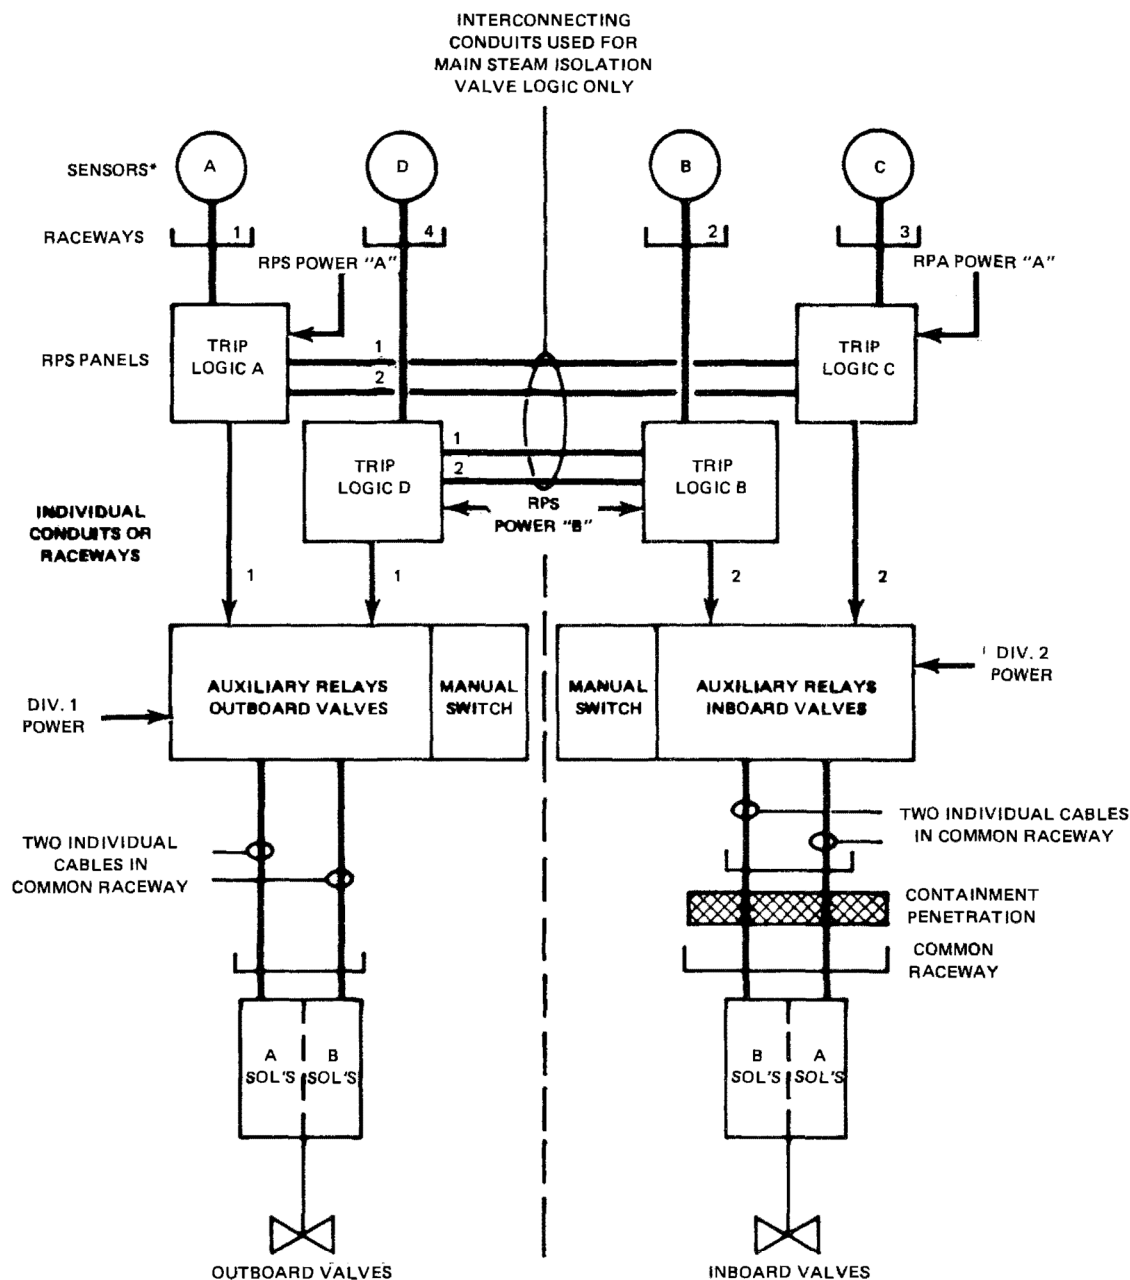 INTERCONNECTING
CONDUITS USED FOR
MAIN STEAM ISOLATION
VALVE LOGIC ONLY
SENSORS*
A
D
B
C
RACEWAYS
1
4
2
3
RPS POWER "A"
RPA POWER "A"
RPS PANELS
TRIP
LOGIC A
1
2
TRIP
LOGIC C
TRIP
LOGIC D
1
2
TRIP
LOGIC B
RPS
POWER "B"
INDIVIDUAL
CONDUITS OR
RACEWAYS
1
1
2
2
DIV. 1
POWER
AUXILIARY RELAYS
OUTBOARD VALVES
MANUAL
SWITCH
MANUAL
SWITCH
AUXILIARY RELAYS
INBOARD VALVES
DIV. 2
POWER
TWO INDIVIDUAL
CABLES IN
COMMON RACEWAY
TWO INDIVIDUAL CABLES
IN COMMON RACEWAY
CONTAINMENT
PENETRATION
COMMON
RACEWAY
A
SOL'S
B
SOL'S
B
SOL'S
A
SOL'S
OUTBOARD VALVES
INBOARD VALVES